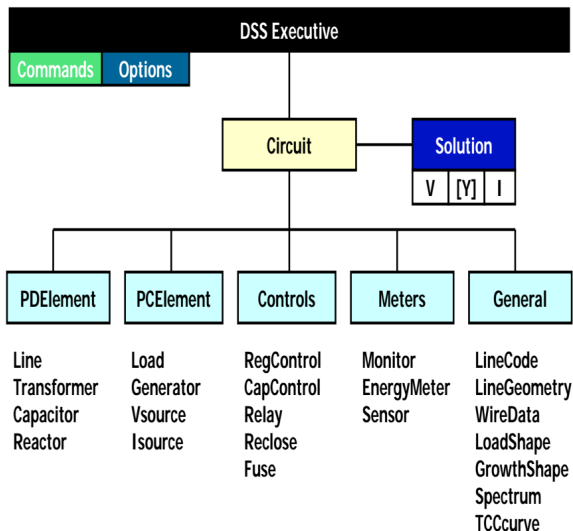 DSS Executive
Commands Options
Circuit
Solution
V [Y] I
PDElement PCElement Controls Meters General
Line
Transformer
Capacitor
Reactor
Load
Generator
Vsource
Isource
RegControl
CapControl
Relay
Reclose
Fuse
Monitor
EnergyMeter
Sensor
LineCode
LineGeometry
WireData
LoadShape
GrowthShape
Spectrum
TCCcurve